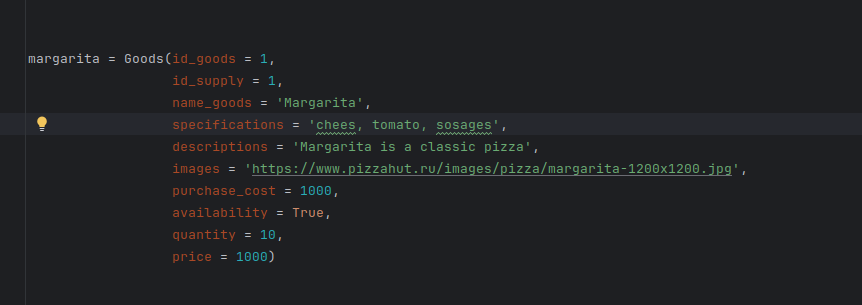 margarita = Goods(id_goods = 1,
id_supply = 1,
name_goods = 'Margarita',
specifications = 'chees, tomato, sosages',
descriptions = 'Margarita is a classic pizza',
images = 'https://www.pizzahut.ru/images/pizza/margarita-1200x1200.jpg',
purchase_cost = 1000,
availability = True,
quantity = 10,
price = 1000)